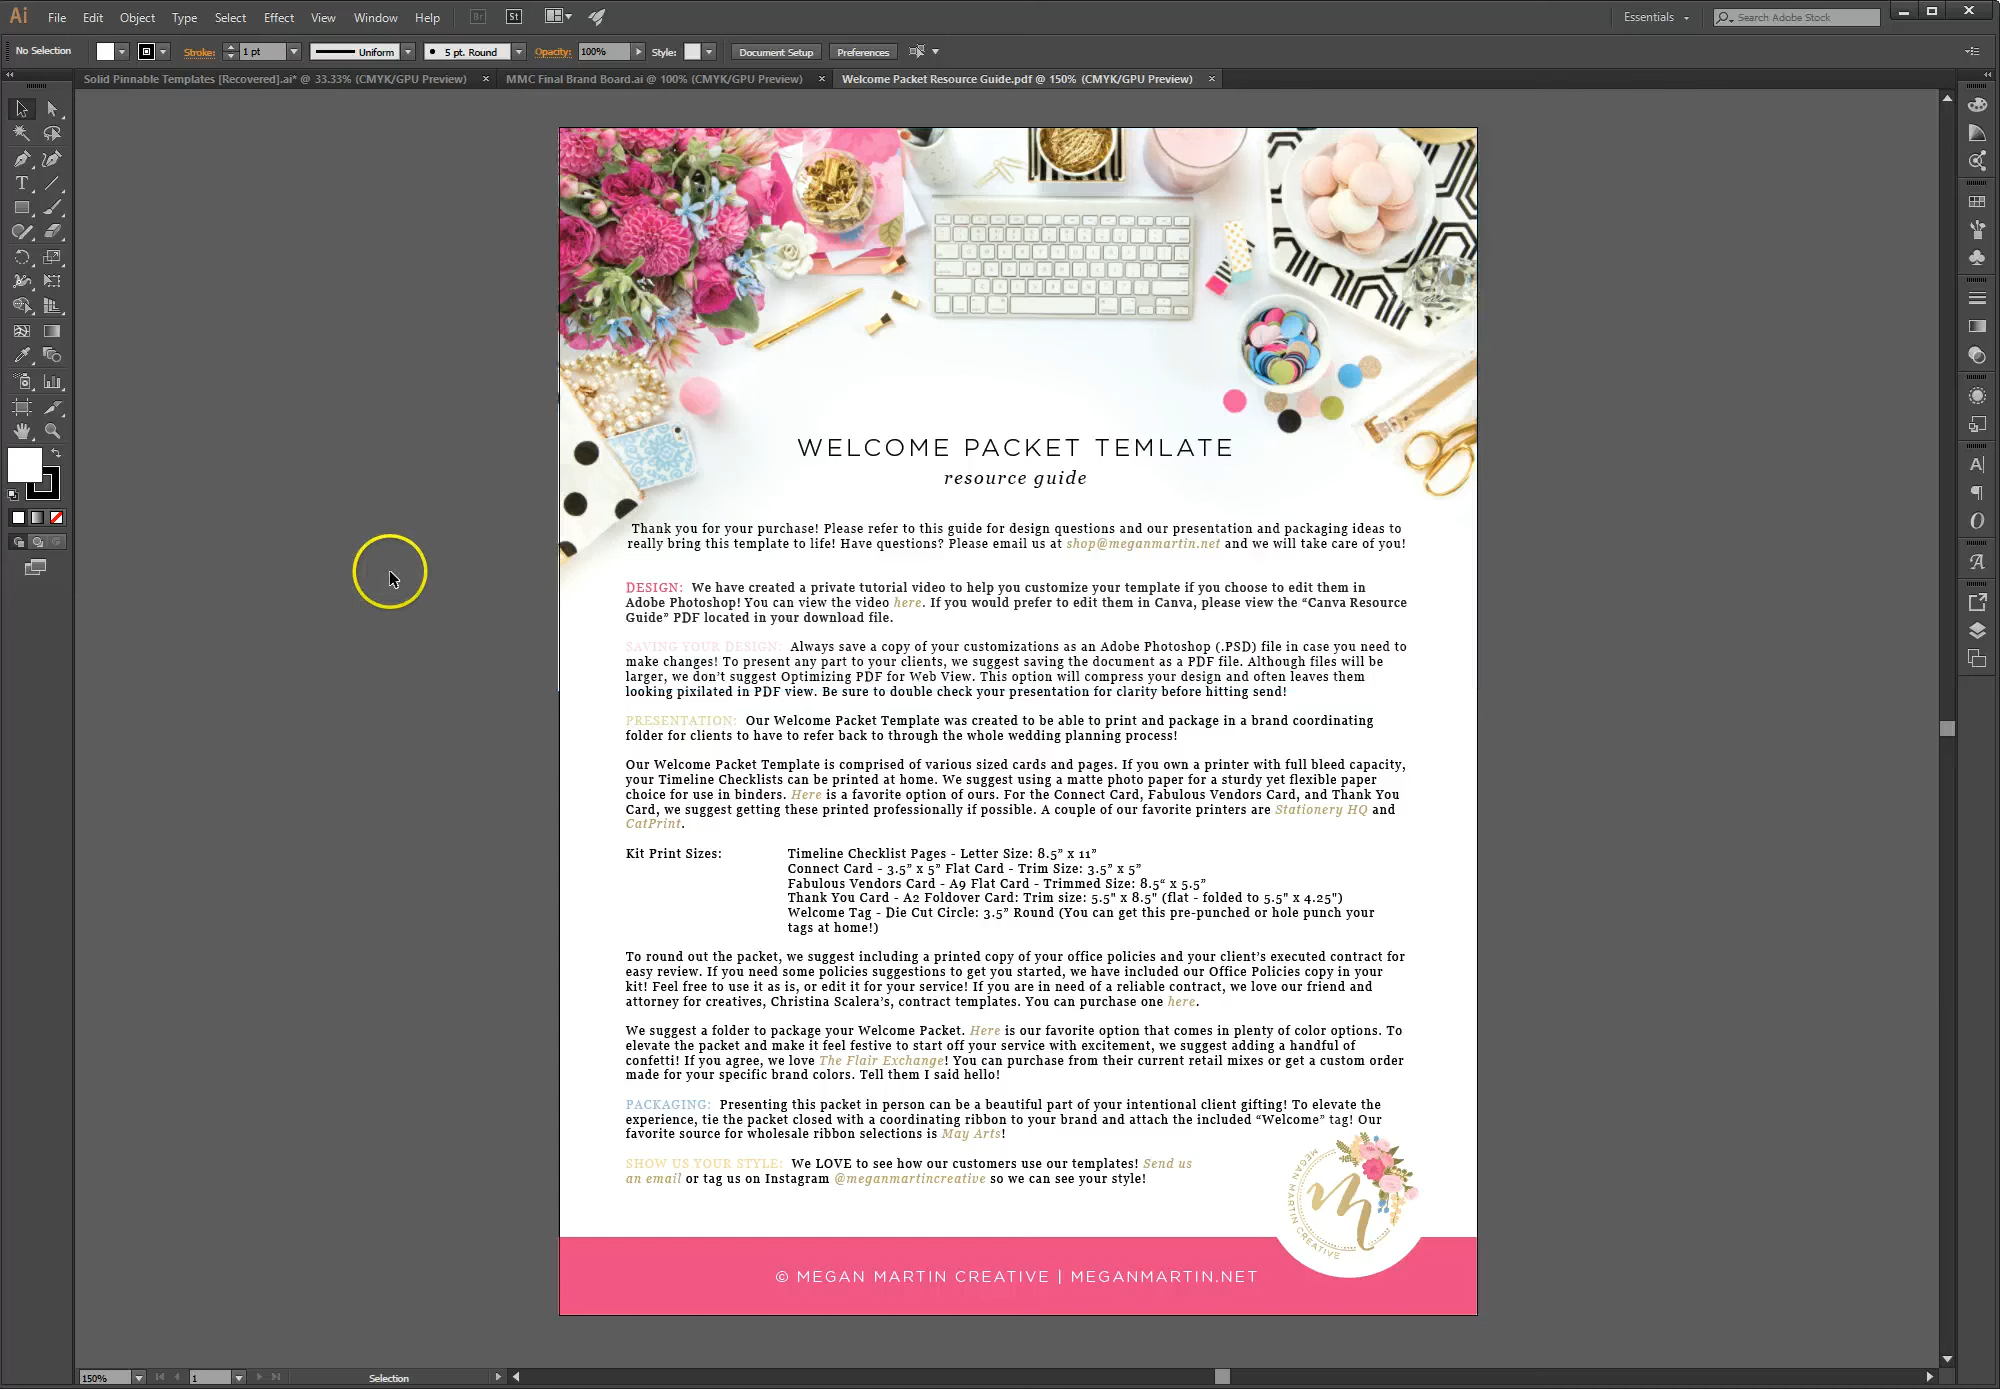 Ai File Edit Object Type Select Effect View Window Help Br St Essentials Search Adobe Stock
No Selection Stroke: 1 pt Uniform 5 pt. Round Opacity: 100% Style: Document Setup Preferences
Solid Pinnable Templates [Recovered].ai* @ 33.33% (CMYK/GPU Preview) × MMC Final Brand Board.ai @ 100% (CMYK/GPU Preview) × Welcome Packet Resource Guide.pdf @ 150% (CMYK/GPU Preview) ×
WELCOME PACKET TEMLATE
resource guide
Thank you for your purchase! Please refer to this guide for design questions and our presentation and packaging ideas to
really bring this template to life! Have questions? Please email us at shop@meganmartin.net and we will take care of you!
DESIGN: We have created a private tutorial video to help you customize your template if you choose to edit them in
Adobe Photoshop! You can view the video here. If you would prefer to edit them in Canva, please view the “Canva Resource
Guide” PDF located in your download file.
SAVING YOUR DESIGN: Always save a copy of your customizations as an Adobe Photoshop (.PSD) file in case you need to
make changes! To present any part to your clients, we suggest saving the document as a PDF file. Although files will be
larger, we don’t suggest Optimizing PDF for Web View. This option will compress your design and often leaves them
looking pixilated in PDF view. Be sure to double check your presentation for clarity before hitting send!
PRESENTATION: Our Welcome Packet Template was created to be able to print and package in a brand coordinating
folder for clients to have to refer back to through the whole wedding planning process!
Our Welcome Packet Template is comprised of various sized cards and pages. If you own a printer with full bleed capacity,
your Timeline Checklists can be printed at home. We suggest using a matte photo paper for a sturdy yet flexible paper
choice for use in binders. Here is a favorite option of ours. For the Connect Card, Fabulous Vendors Card, and Thank You
Card, we suggest getting these printed professionally if possible. A couple of our favorite printers are Stationery HQ and
CatPrint.
Kit Print Sizes: Timeline Checklist Pages - Letter Size: 8.5” x 11”
Connect Card - 3.5” x 5” Flat Card - Trim Size: 3.5” x 5”
Fabulous Vendors Card - A9 Flat Card - Trimmed Size: 8.5“ x 5.5”
Thank You Card - A2 Foldover Card: Trim size: 5.5" x 8.5" (flat - folded to 5.5" x 4.25")
Welcome Tag - Die Cut Circle: 3.5” Round (You can get this pre-punched or hole punch your
tags at home!)
To round out the packet, we suggest including a printed copy of your office policies and your client’s executed contract for
easy review. If you need some policies suggestions to get you started, we have included our Office Policies copy in your
kit! Feel free to use it as is, or edit it for your service! If you are in need of a reliable contract, we love our friend and
attorney for creatives, Christina Scalera’s, contract templates. You can purchase one here.
We suggest a folder to package your Welcome Packet. Here is our favorite option that comes in plenty of color options. To
elevate the packet and make it feel festive to start off your service with excitement, we suggest adding a handful of
confetti! If you agree, we love The Flair Exchange! You can purchase from their current retail mixes or get a custom order
made for your specific brand colors. Tell them I said hello!
PACKAGING: Presenting this packet in person can be a beautiful part of your intentional client gifting! To elevate the
experience, tie the packet closed with a coordinating ribbon to your brand and attach the included “Welcome” tag! Our
favorite source for wholesale ribbon selections is May Arts!
SHOW US YOUR STYLE: We LOVE to see how our customers use our templates! Send us
an email or tag us on Instagram @meganmartincreative so we can see your style!
m
MEGAN MARTIN CREATIVE
© MEGAN MARTIN CREATIVE | MEGANMARTIN.NET
150% 1 Selection